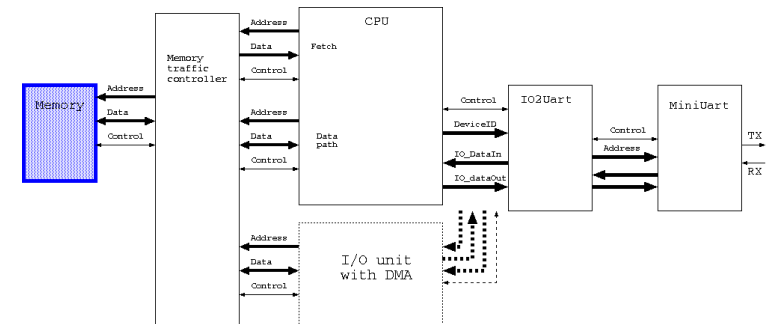 Address
CPU
Data
Fetch
Memory
traffic
controller
Control
Address
Memory
Data
Control
Address
Data
Data
path
Control
Control
IO2Uart
MiniUart
DeviceID
IO_DataIn
IO_dataOut
Control
Address
TX
RX
Address
Data
I/O unit
with DMA
Control